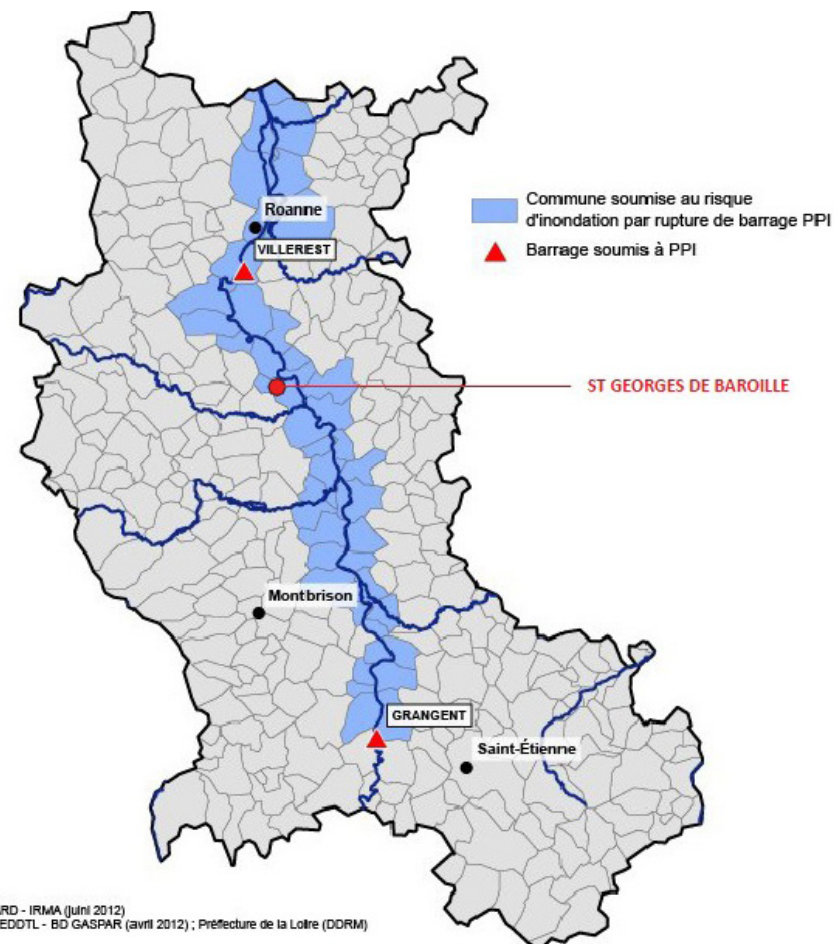 Roanne
VILLEREST
Commune soumise au risque
d'inondation par rupture de barrage PPI
Barrage soumis à PPI
ST GEORGES DE BAROILLE
Montbrison
GRANGENT
Saint-Étienne
RD - IRMA (juin 2012)
EDDTL - BD GASPAR (avril 2012) ; Préfecture de la Loire (DDRM)